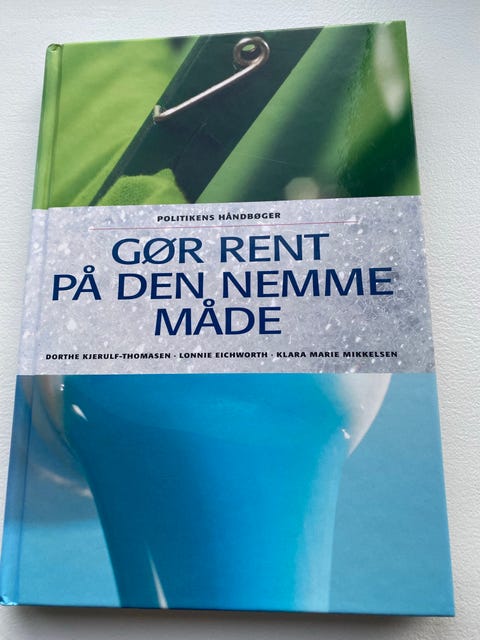 POLITIKENS HÅNDBØGER
GØR RENT
PÅ DEN NEMME
MÅDE
DORTHE KJERULF-THOMASEN · LONNIE EICHWORTH · KLARA MARIE MIKKELSEN